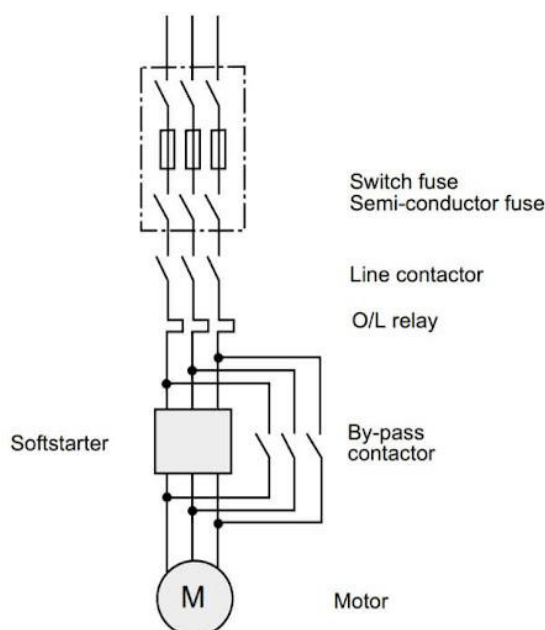 Switch fuse
Semi-conductor fuse
Line contactor
O/L relay
Softstarter
By-pass
contactor
M
Motor